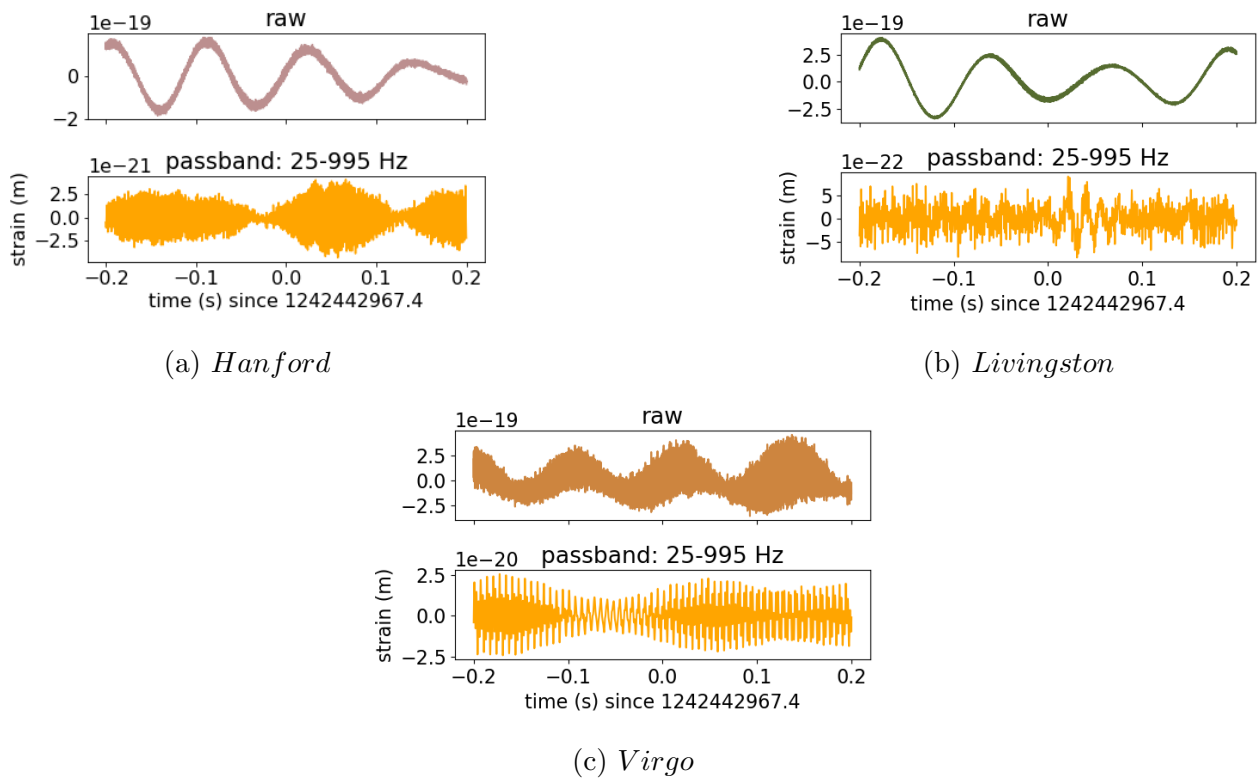 raw
1e−19
0
−2
passband: 25-995 Hz
1e−21
2.5
0.0
−2.5
strain (m)
−0.2 −0.1 0.0 0.1 0.2
time (s) since 1242442967.4
(a) Hanford
raw
1e−19
2.5
0.0
−2.5
passband: 25-995 Hz
1e−22
5
0
−5
strain (m)
−0.2 −0.1 0.0 0.1 0.2
time (s) since 1242442967.4
(b) Livingston
raw
1e−19
2.5
0.0
−2.5
passband: 25-995 Hz
1e−20
2.5
0.0
−2.5
strain (m)
−0.2 −0.1 0.0 0.1 0.2
time (s) since 1242442967.4
(c) Virgo